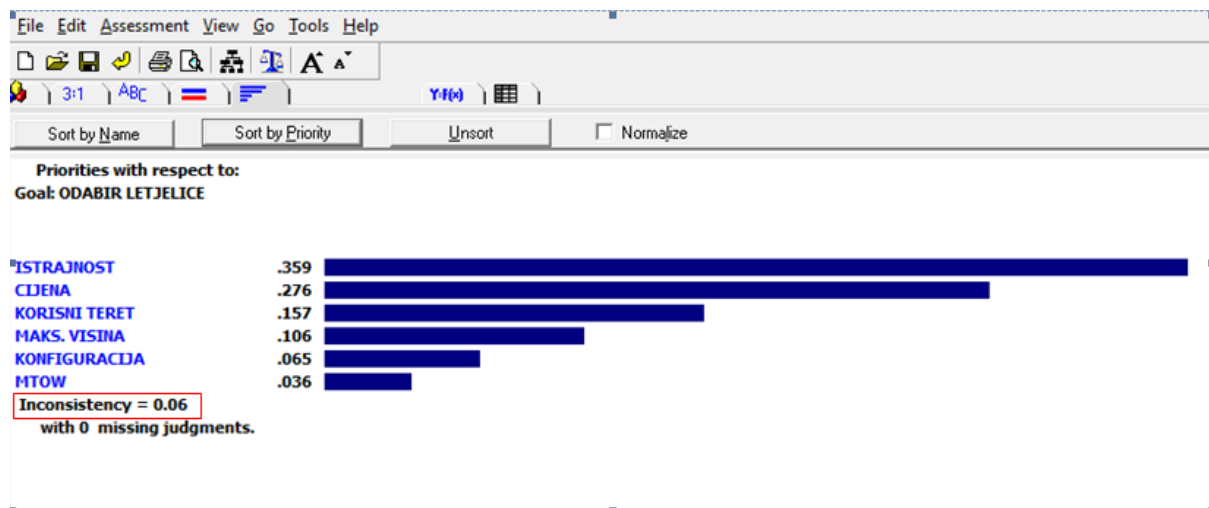 File Edit Assessment View Go Tools Help
A A
3:1 ABC Y:F(x)
Sort by Name Sort by Priority Unsort Normalize
Priorities with respect to:
Goal: ODABIR LETJELICE
ISTRAJNOST .359
CIJENA .276
KORISNI TERET .157
MAKS. VISINA .106
KONFIGURACIJA .065
MTOW .036
Inconsistency = 0.06
with 0 missing judgments.